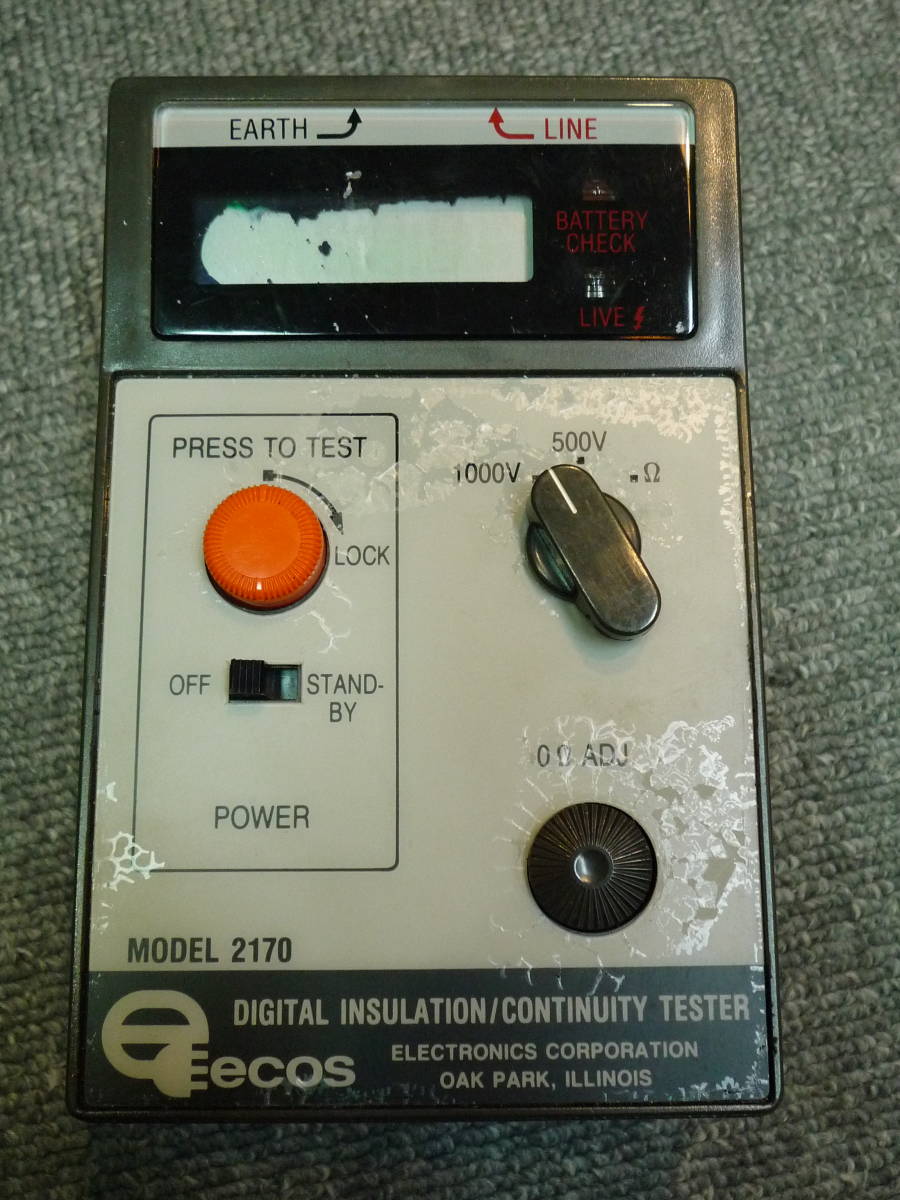 EARTH LINE
BATTERY
CHECK
LIVE
PRESS TO TEST
LOCK
500V
1000V Ω
OFF STAND-
BY
0 Ω ADJ
POWER
MODEL 2170
DIGITAL INSULATION/CONTINUITY TESTER
ecos ELECTRONICS CORPORATION
OAK PARK, ILLINOIS